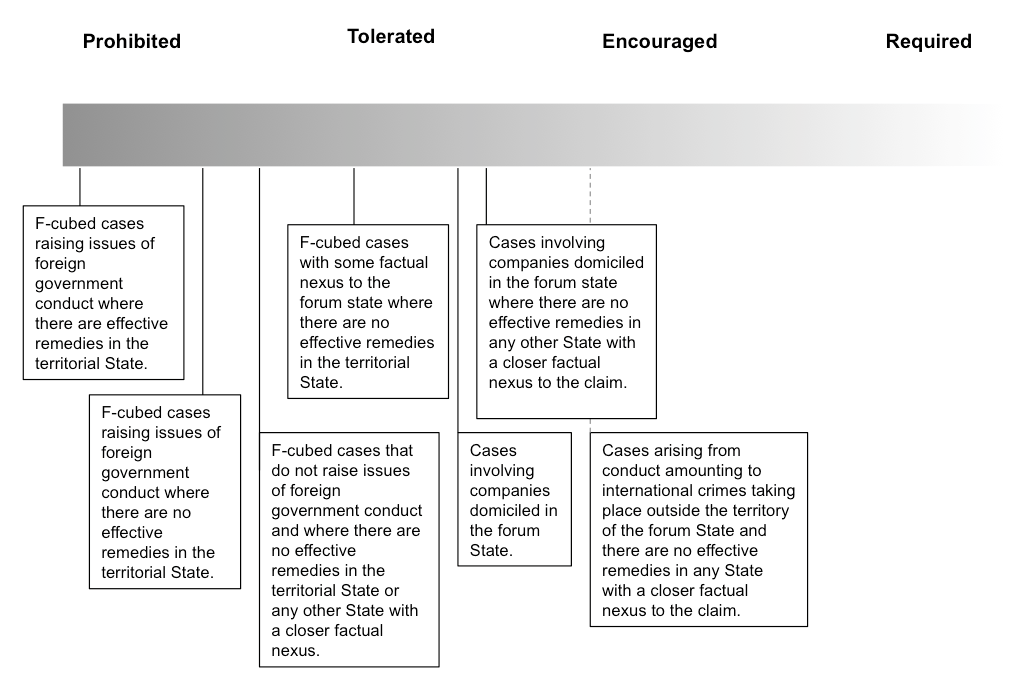 Prohibited
Tolerated
Encouraged
Required
F-cubed cases
raising issues of
foreign
government
conduct where
there are effective
remedies in the
territorial State.
F-cubed cases
raising issues of
foreign
government
conduct where
there are no
effective
remedies in the
territorial State.
F-cubed cases that
do not raise issues
of foreign
government conduct
and where there are
no effective
remedies in the
territorial State or
any other State with
a closer factual
nexus.
F-cubed cases
with some factual
nexus to the
forum state where
there are no
effective remedies
in the territorial
State.
Cases
involving
companies
domiciled in
the forum
State.
Cases involving
companies domiciled
in the forum state
where there are no
effective remedies in
any other State with
a closer factual
nexus to the claim.
Cases arising from
conduct amounting to
international crimes taking
place outside the territory
of the forum State and
there are no effective
remedies in any State
with a closer factual
nexus to the claim.